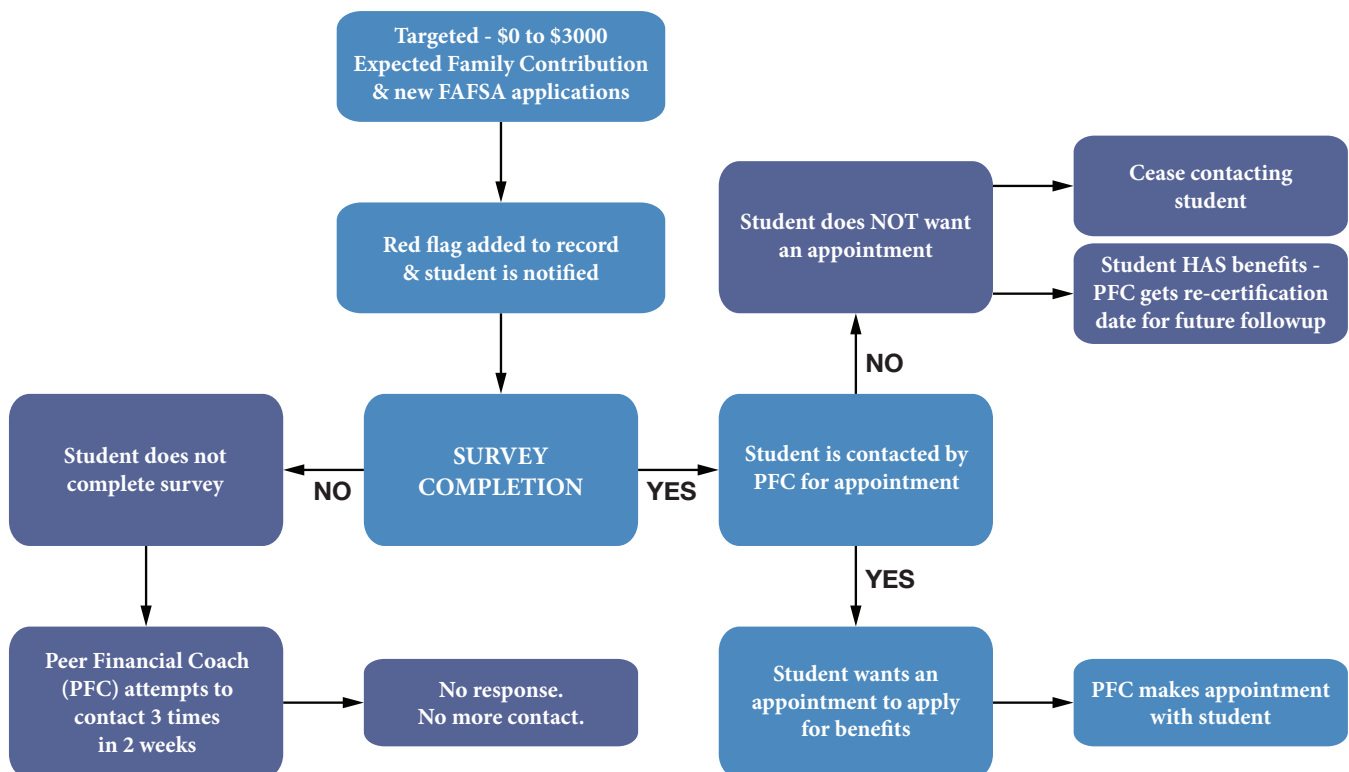 Targeted - $0 to $3000
Expected Family Contribution
& new FAFSA applications
Red flag added to record
& student is notified
SURVEY
COMPLETION
NO
YES
Student does not
complete survey
Peer Financial Coach
(PFC) attempts to
contact 3 times
in 2 weeks
No response.
No more contact.
Student is contacted by
PFC for appointment
NO
Student does NOT want
an appointment
Cease contacting
student
Student HAS benefits -
PFC gets re-certification
date for future followup
YES
Student wants an
appointment to apply
for benefits
PFC makes appointment
with student